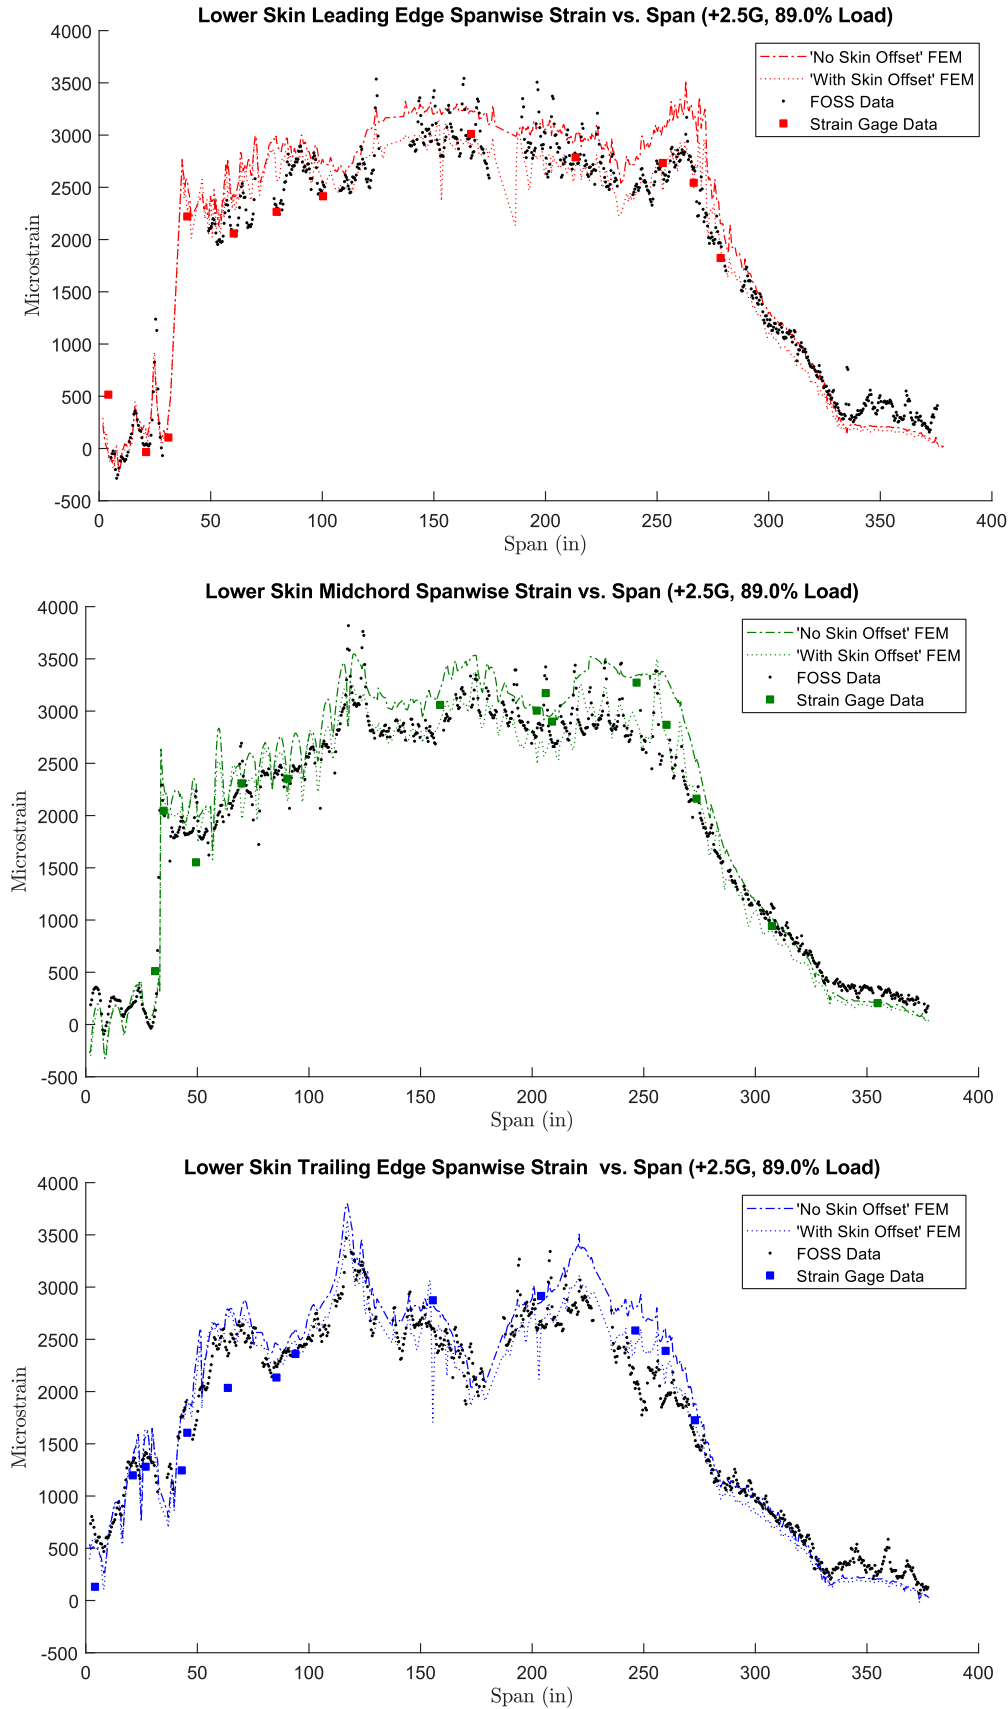 Lower Skin Leading Edge Spanwise Strain vs. Span (+2.5G, 89.0% Load)
4000
3500
3000
2500
2000
1500
1000
500
0
-500
Microstrain
'No Skin Offset' FEM
'With Skin Offset' FEM
FOSS Data
Strain Gage Data
0 50 100 150 200 250 300 350 400
Span (in)
Lower Skin Midchord Spanwise Strain vs. Span (+2.5G, 89.0% Load)
4000
3500
3000
2500
2000
1500
1000
500
0
-500
Microstrain
'No Skin Offset' FEM
'With Skin Offset' FEM
FOSS Data
Strain Gage Data
0 50 100 150 200 250 300 350 400
Span (in)
Lower Skin Trailing Edge Spanwise Strain  vs. Span (+2.5G, 89.0% Load)
4000
3500
3000
2500
2000
1500
1000
500
0
-500
Microstrain
'No Skin Offset' FEM
'With Skin Offset' FEM
FOSS Data
Strain Gage Data
0 50 100 150 200 250 300 350 400
Span (in)